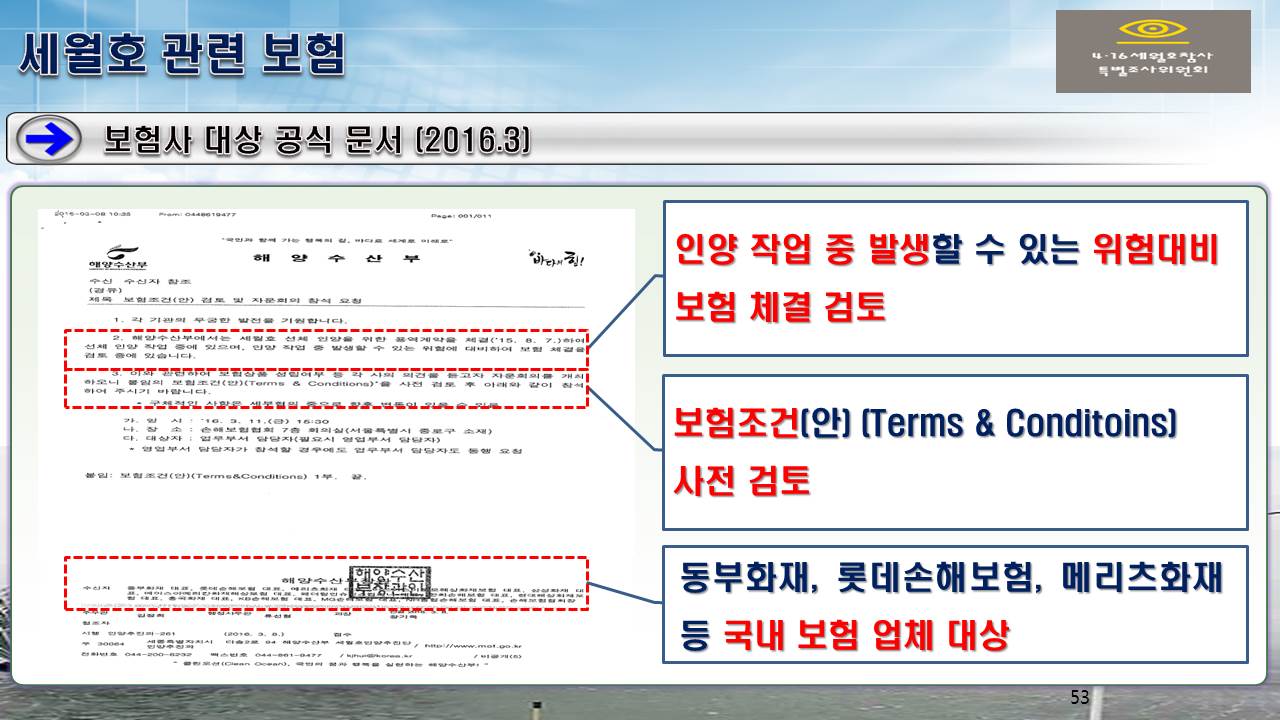 세월호 관련 보험
4·16세월호참사
특별조사위원회
보험사 대상 공식 문서 (2016.3)
2016-03-08 10:35 From: 0448619477 Page: 001/011
"국민과 함께 가는 행복의 길, 바다로 세계로 미래로"
해양수산부
해 양 수 산 부
수신 수신자 참조
(경유)
제목 보험조건(안) 검토 및 자문회의 참석 요청
1. 각 기관의 무궁한 발전을 기원합니다.
2. 해양수산부에서는 세월호 선체 인양을 위한 용역계약을 체결('15. 8. 7.)하여
선체 인양 작업 중에 있으며, 인양 작업 중 발생할 수 있는 위험에 대비하여 보험 체결을
검토 중에 있습니다.
3. 이와 관련하여 보험상품 성립여부 등 각 사의 의견을 듣고자 자문회의를 개최
하오니 붙임의 보험조건(안)(Terms & Conditions)*을 사전 검토 후 아래와 같이 참석
하여 주시기 바랍니다.
* 구체적인 사항은 세부협의 중으로 향후 변동이 있을 수 있음
가. 일 시 : '16. 3. 11.(금) 15:30
나. 장 소 : 손해보험협회 7층 회의실(서울특별시 종로구 소재)
다. 대상자 : 업무부서 담당자(필요시 영업부서 담당자)
* 영업부서 담당자가 참석할 경우에도 업무부서 담당자도 동행 요청
붙임: 보험조건(안)(Terms&Conditions) 1부. 끝.
해양수산부장관
수신자 동부화재 대표, 롯데손해보험 대표, 메리츠화재 대표
시행 인양추진과-261 (2016. 3. 8.) 접수
우 30064 세종특별자치시 다솜2로 94 해양수산부 세월호인양추진단 / http://www.mof.go.kr
인양추진과
전화번호 044-200-6232 팩스번호 044-861-9477 / kjhui@korea.kr / 비공개(5)
" 클린오션(Clean Ocean), 국민의 꿈과 행복을 실현하는 해양수산부! "
인양 작업 중 발생할 수 있는 위험대비
보험 체결 검토
보험조건(안) (Terms & Conditoins)
사전 검토
동부화재, 롯데손해보험, 메리츠화재
등 국내 보험 업체 대상
53